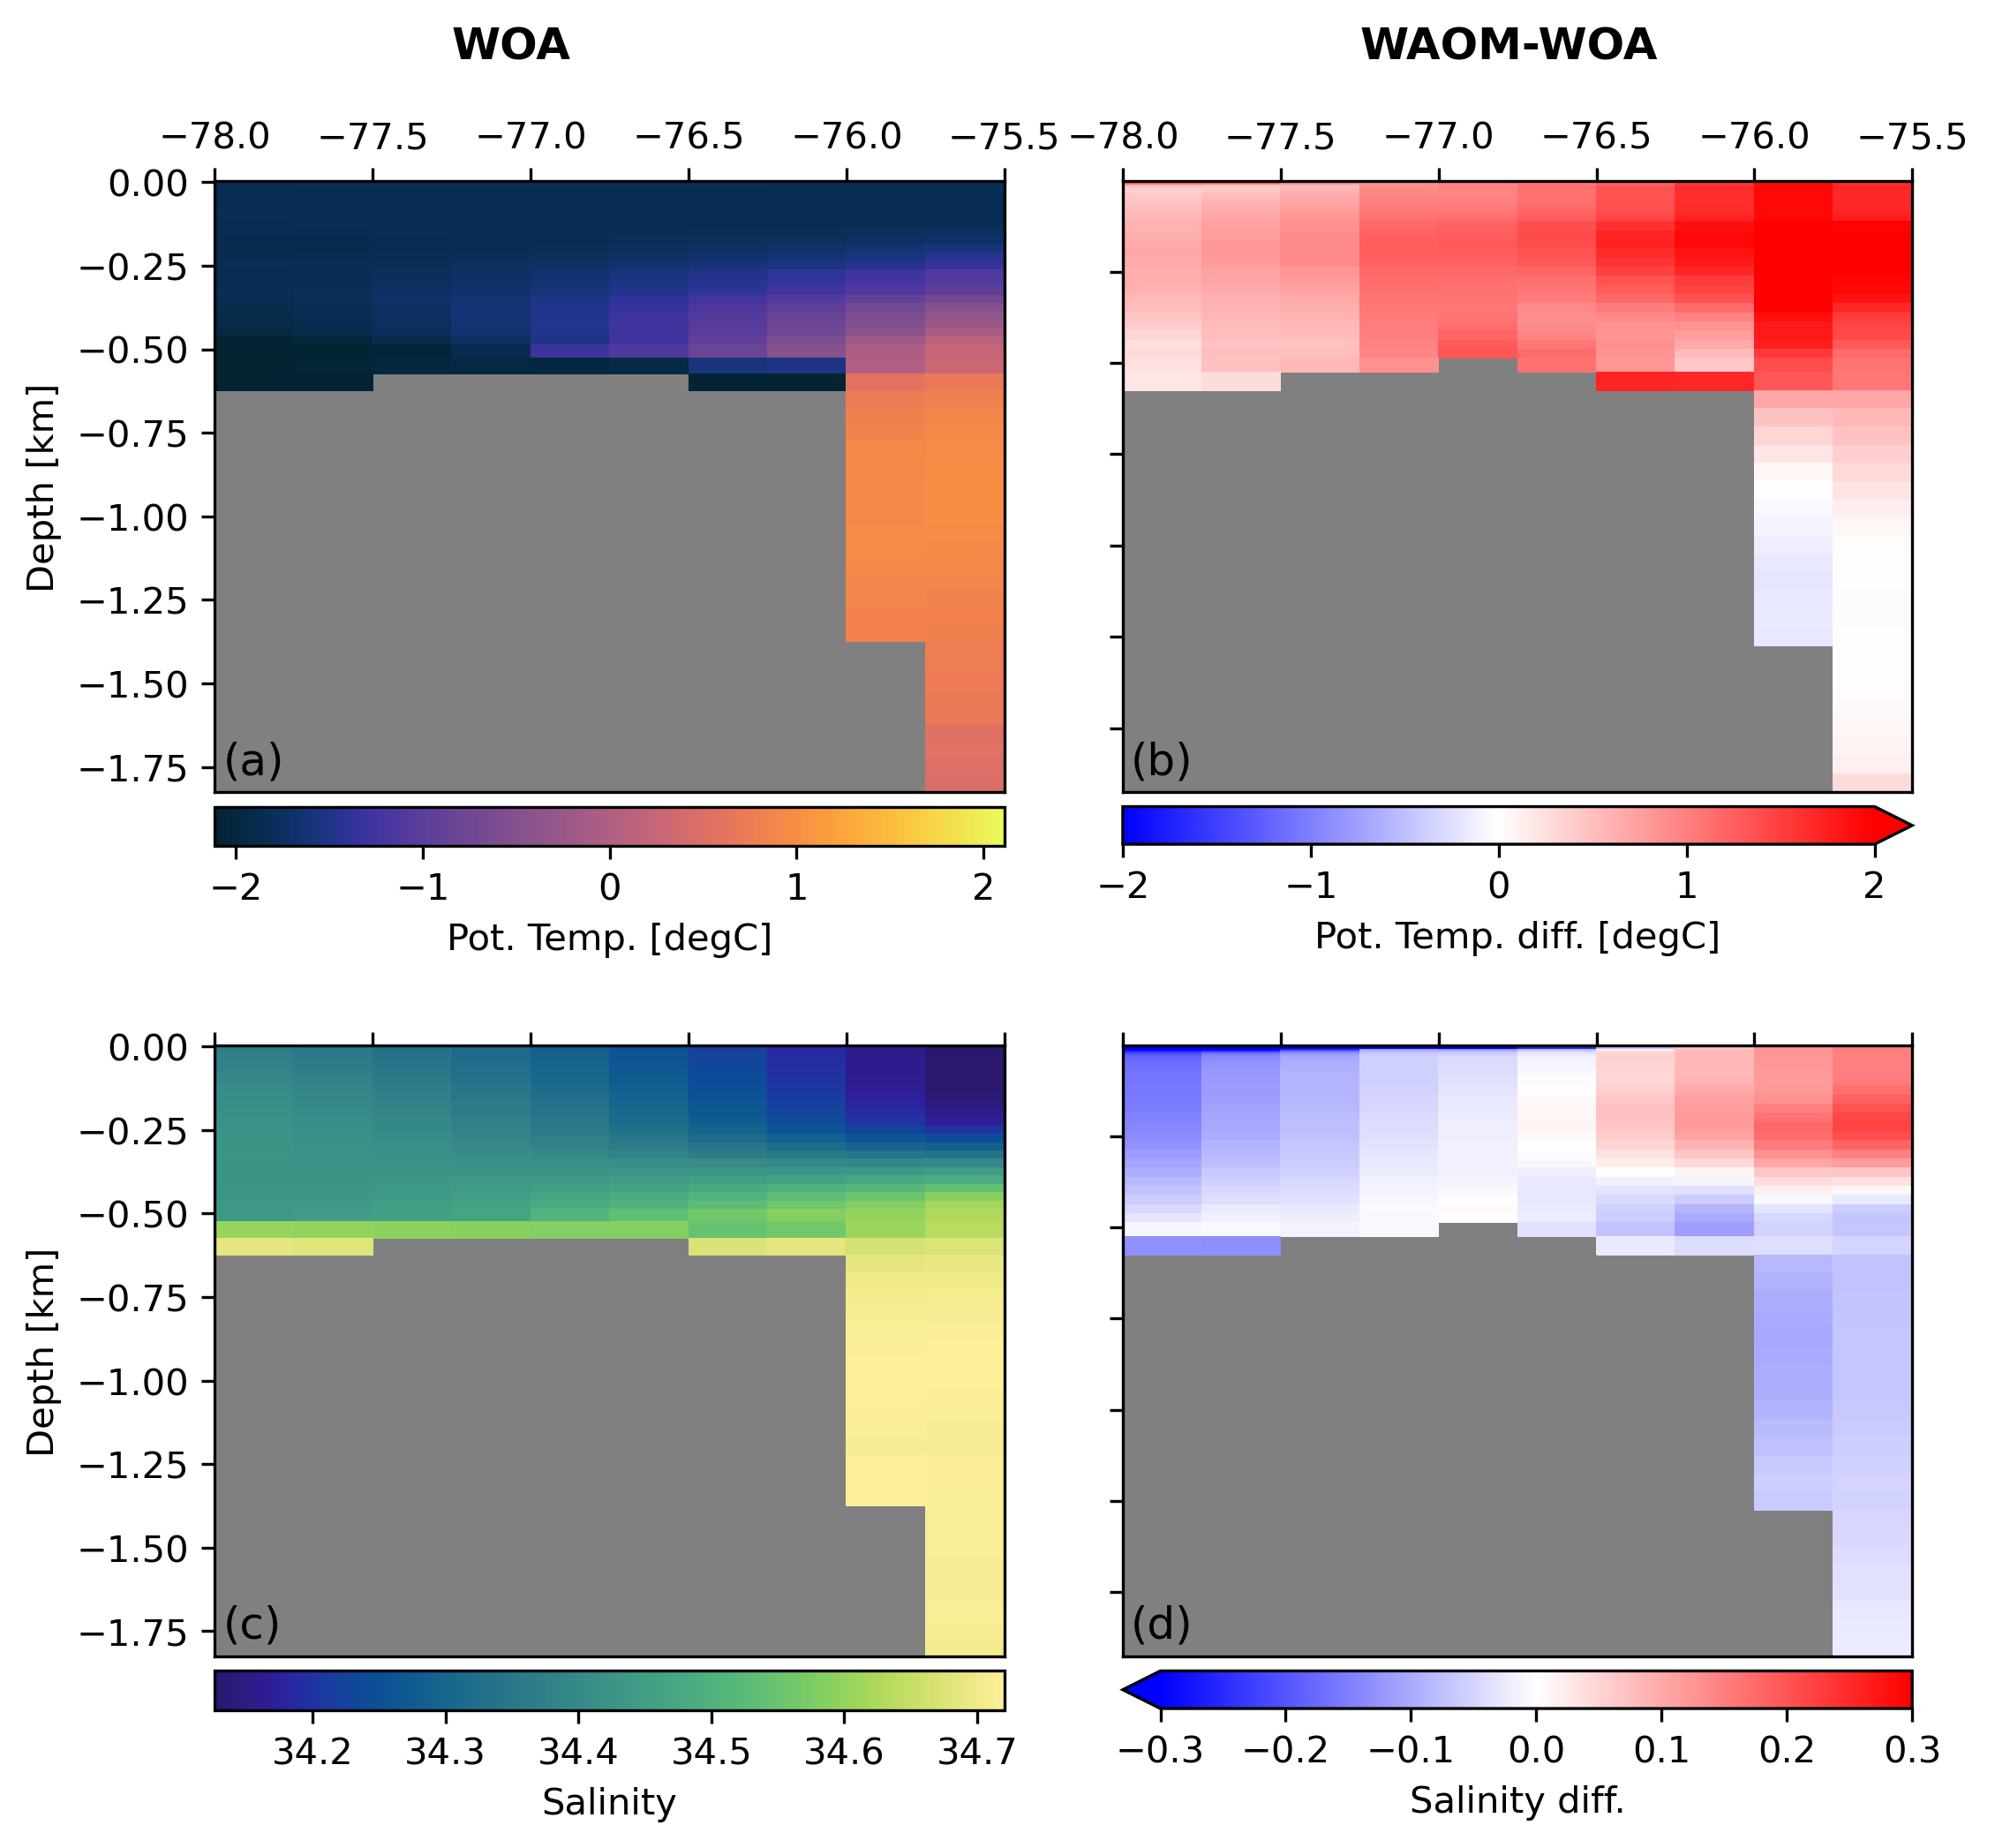 WOA WAOM-WOA
−78.0 −77.5 −77.0 −76.5 −76.0 −75.5 −78.0 −77.5 −77.0 −76.5 −76.0 −75.5
0.00
−0.25
−0.50
−0.75
−1.00
−1.25
−1.50
−1.75
Depth [km]
(a) (b)
−2 −1 0 1 2 −2 −1 0 1 2
Pot. Temp. [degC] Pot. Temp. diff. [degC]
0.00
−0.25
−0.50
−0.75
−1.00
−1.25
−1.50
−1.75
Depth [km]
(c) (d)
34.2 34.3 34.4 34.5 34.6 34.7 −0.3 −0.2 −0.1 0.0 0.1 0.2 0.3
Salinity Salinity diff.